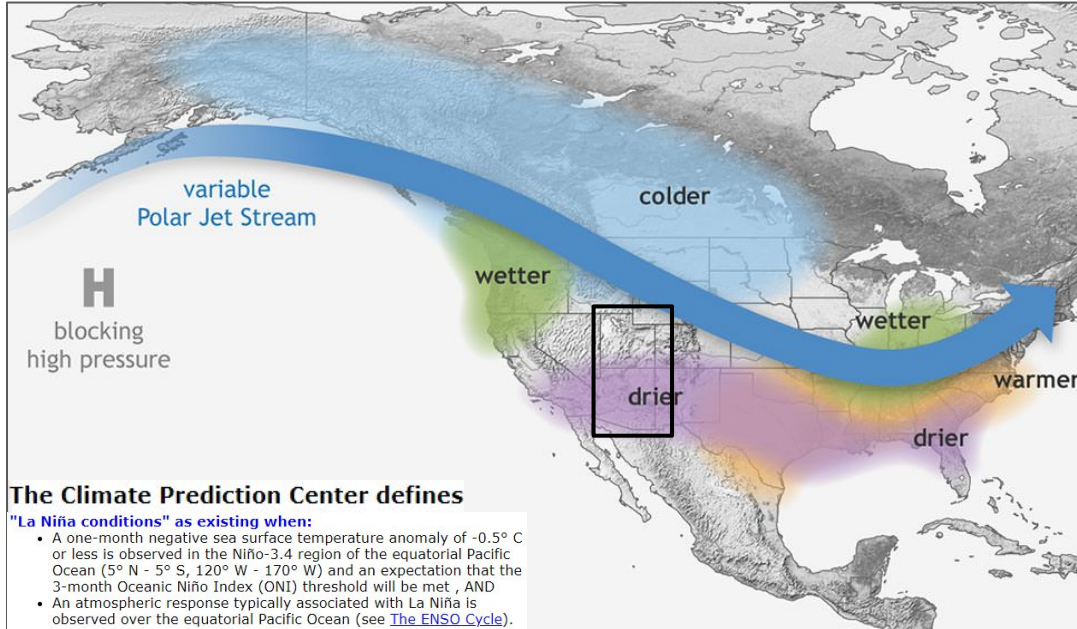 colder
variable
Polar Jet Stream
wetter
H
blocking
high pressure
wetter
warmer
drier
drier
The Climate Prediction Center defines
"La Niña conditions" as existing when:
• A one-month negative sea surface temperature anomaly of -0.5° C
or less is observed in the Niño-3.4 region of the equatorial Pacific
Ocean (5° N - 5° S, 120° W - 170° W) and an expectation that the
3-month Oceanic Niño Index (ONI) threshold will be met , AND
• An atmospheric response typically associated with La Niña is
observed over the equatorial Pacific Ocean (see The ENSO Cycle).